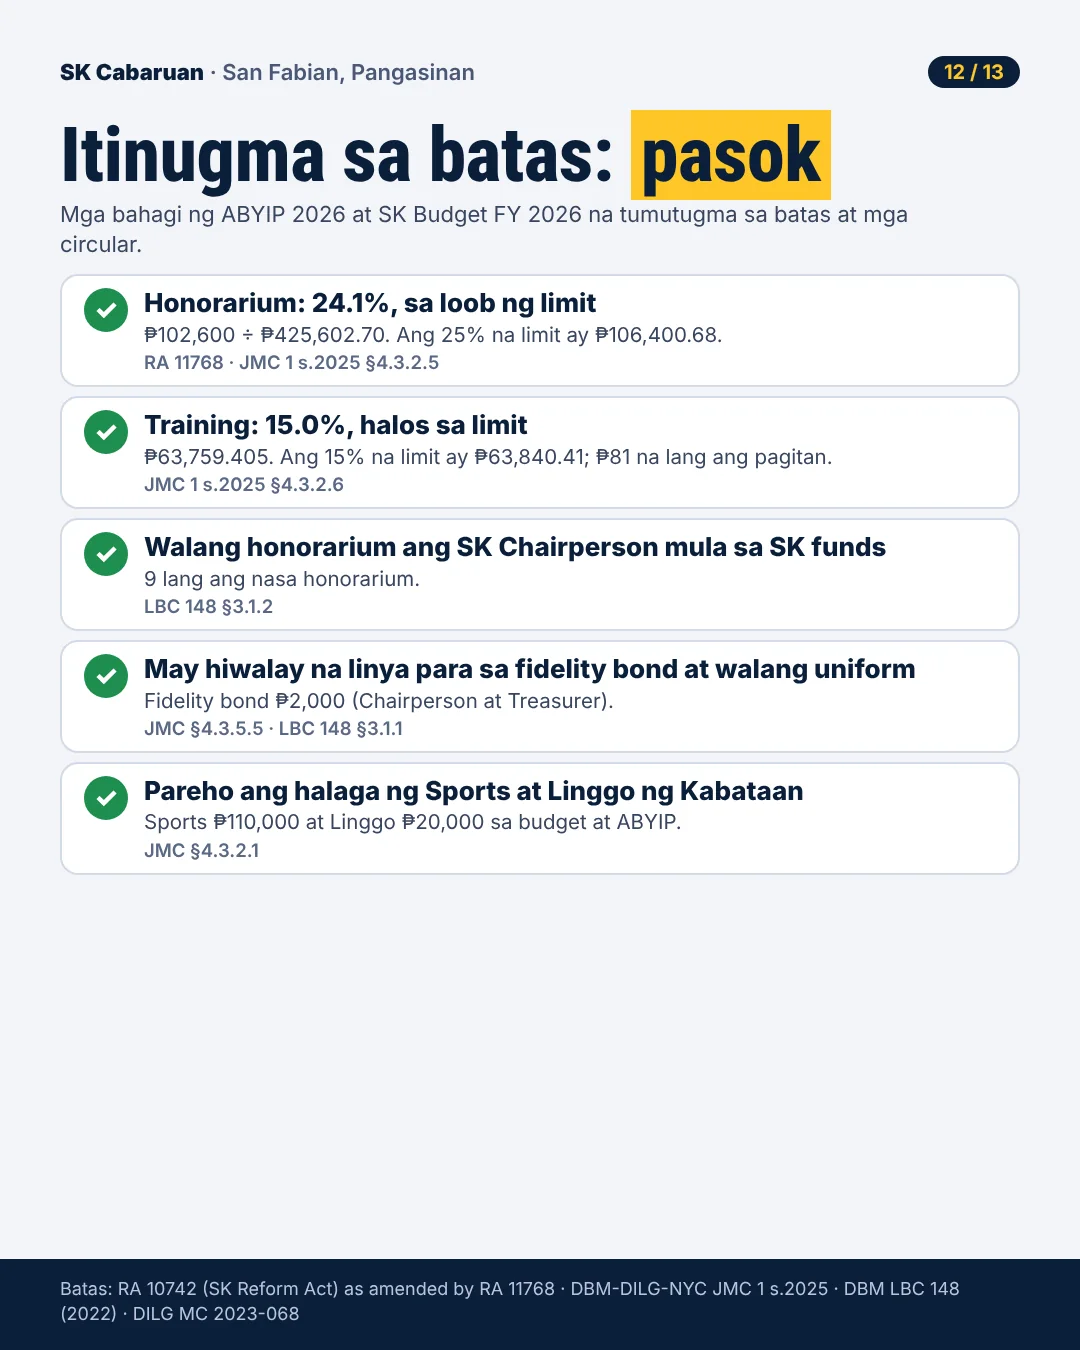 SK Cabaruan · San Fabian, Pangasinan
12 / 13
Itinugma sa batas: pasok
Mga bahagi ng ABYIP 2026 at SK Budget FY 2026 na tumutugma sa batas at mga
circular.
Honorarium: 24.1%, sa loob ng limit
₱102,600 ÷ ₱425,602.70. Ang 25% na limit ay ₱106,400.68.
RA 11768 · JMC 1 s.2025 §4.3.2.5
Training: 15.0%, halos sa limit
₱63,759.405. Ang 15% na limit ay ₱63,840.41; ₱81 na lang ang pagitan.
JMC 1 s.2025 §4.3.2.6
Walang honorarium ang SK Chairperson mula sa SK funds
9 lang ang nasa honorarium.
LBC 148 §3.1.2
May hiwalay na linya para sa fidelity bond at walang uniform
Fidelity bond ₱2,000 (Chairperson at Treasurer).
JMC §4.3.5.5 · LBC 148 §3.1.1
Pareho ang halaga ng Sports at Linggo ng Kabataan
Sports ₱110,000 at Linggo ₱20,000 sa budget at ABYIP.
JMC §4.3.2.1
Batas: RA 10742 (SK Reform Act) as amended by RA 11768 · DBM-DILG-NYC JMC 1 s.2025 · DBM LBC 148
(2022) · DILG MC 2023-068